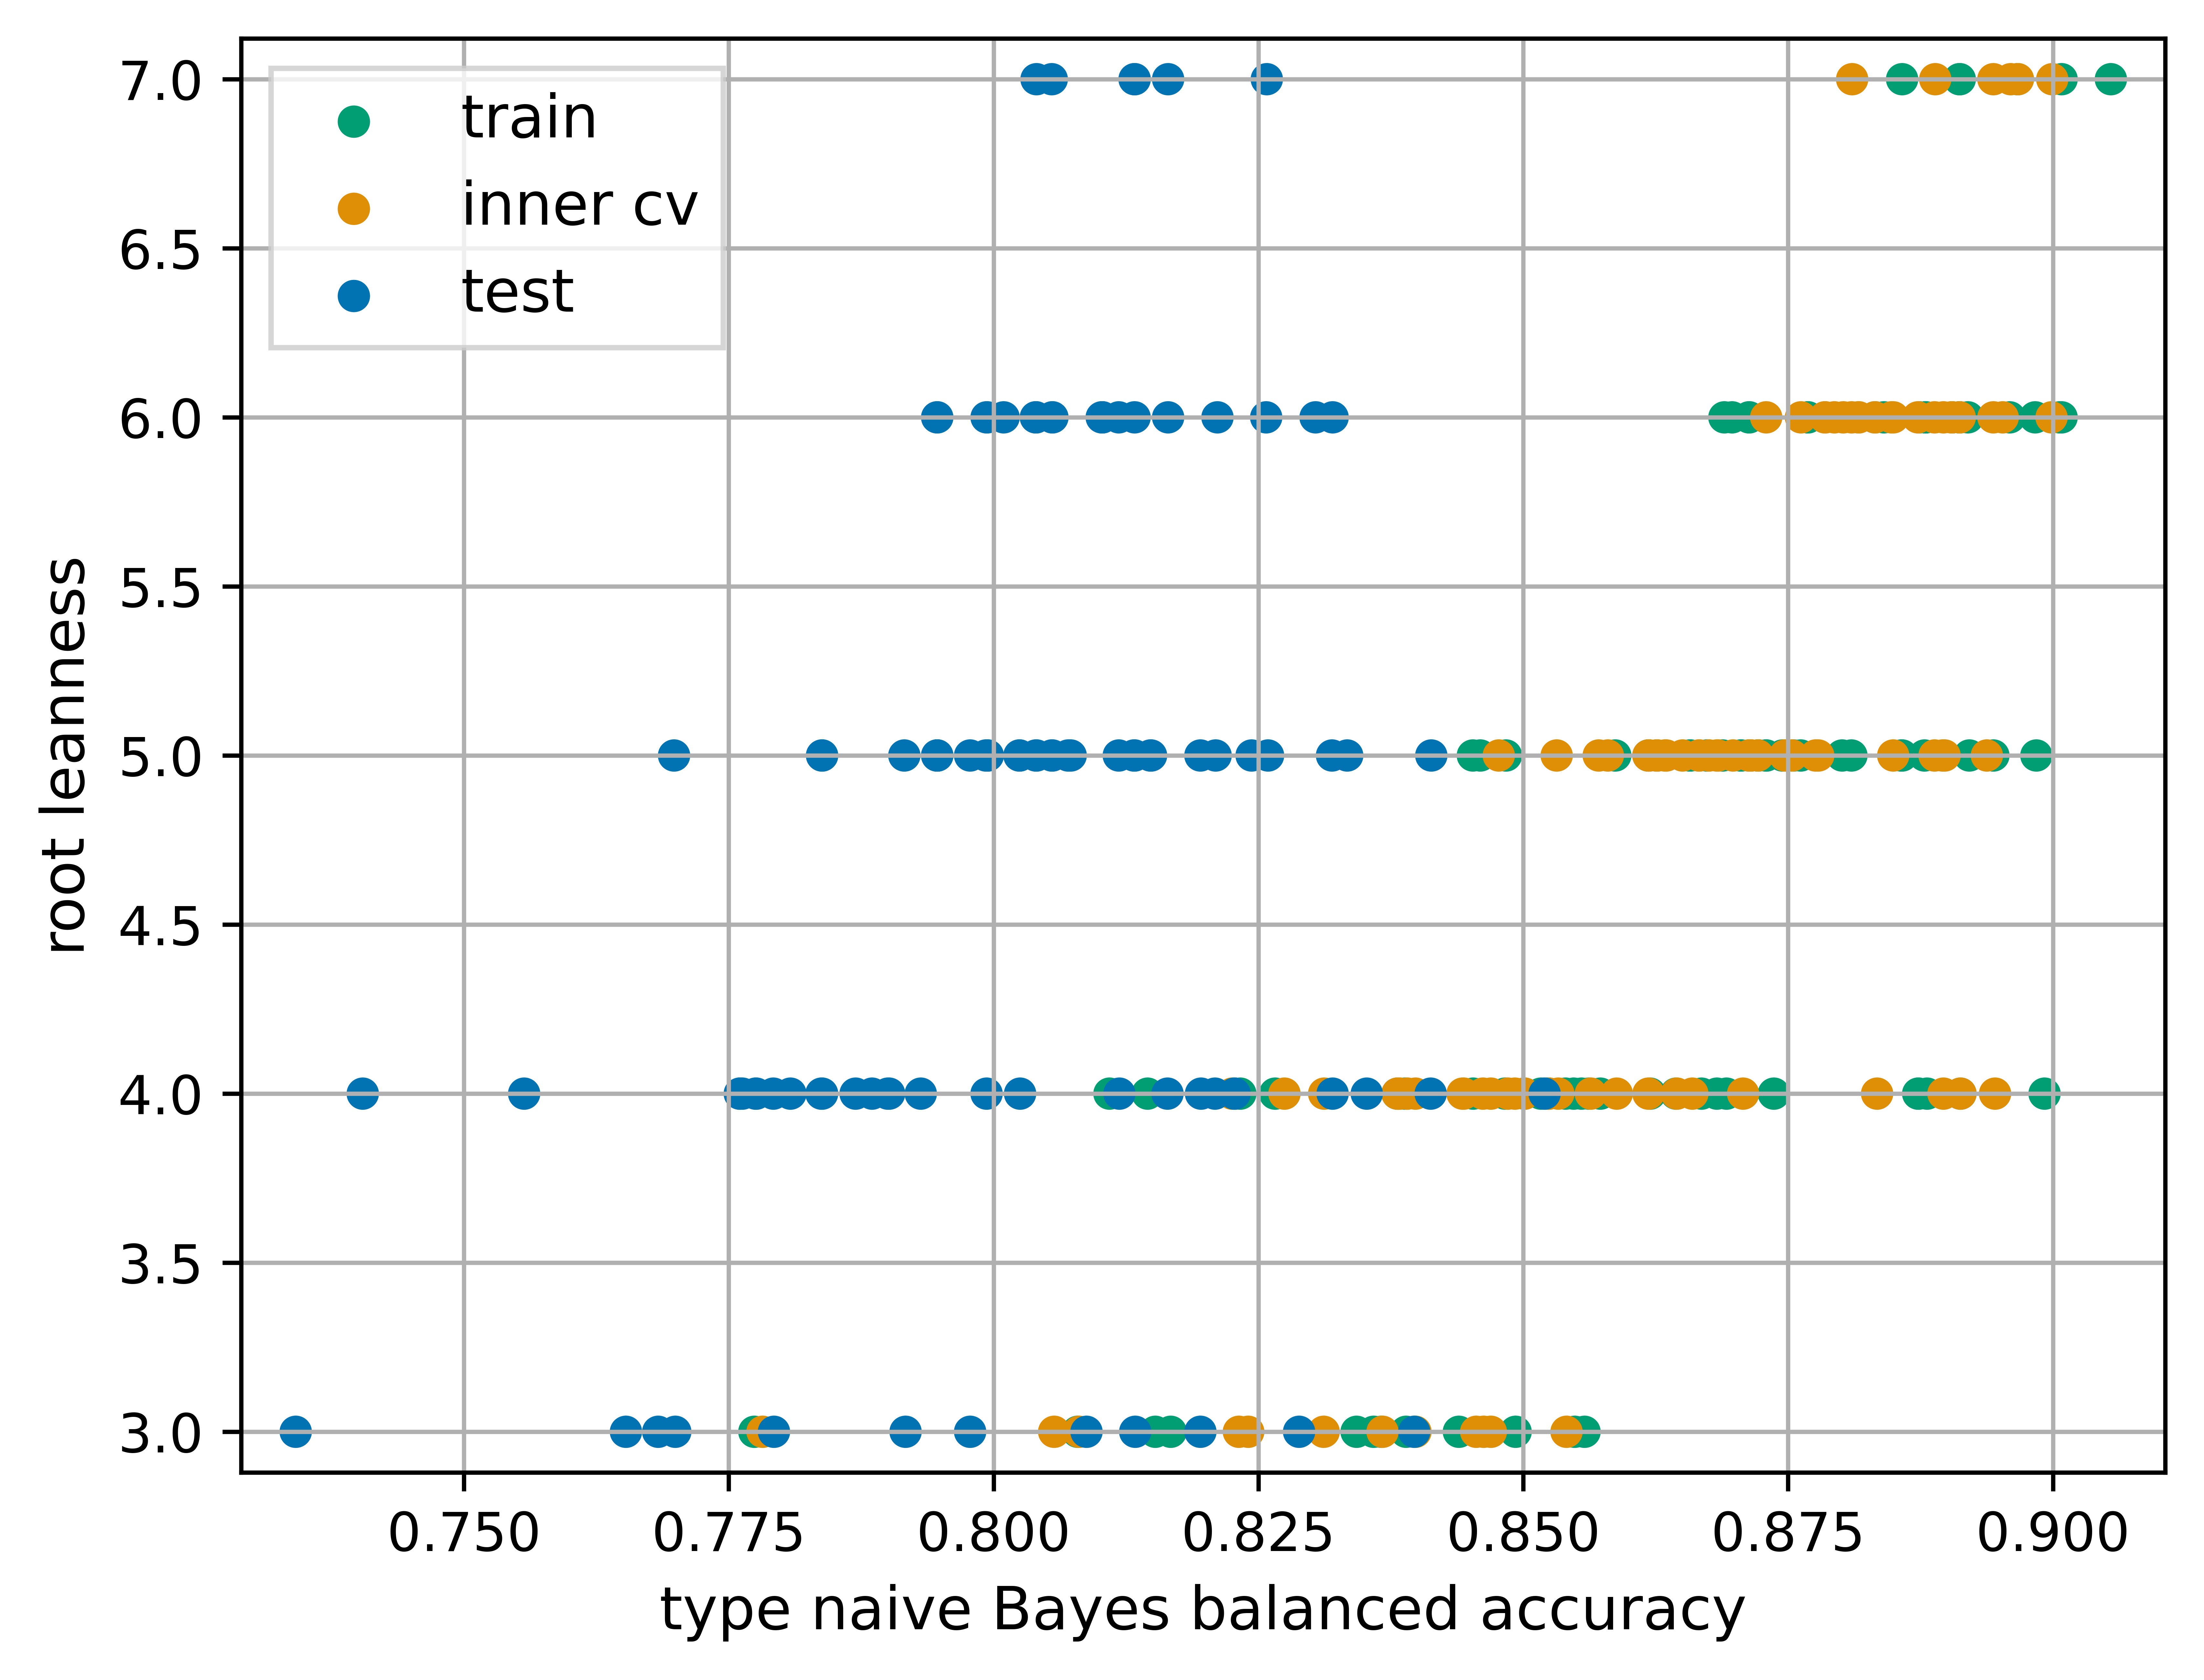 train
inner cv
test
7.0
6.5
6.0
5.5
5.0
4.5
4.0
3.5
3.0
root leanness
0.750 0.775 0.800 0.825 0.850 0.875 0.900
type naive Bayes balanced accuracy